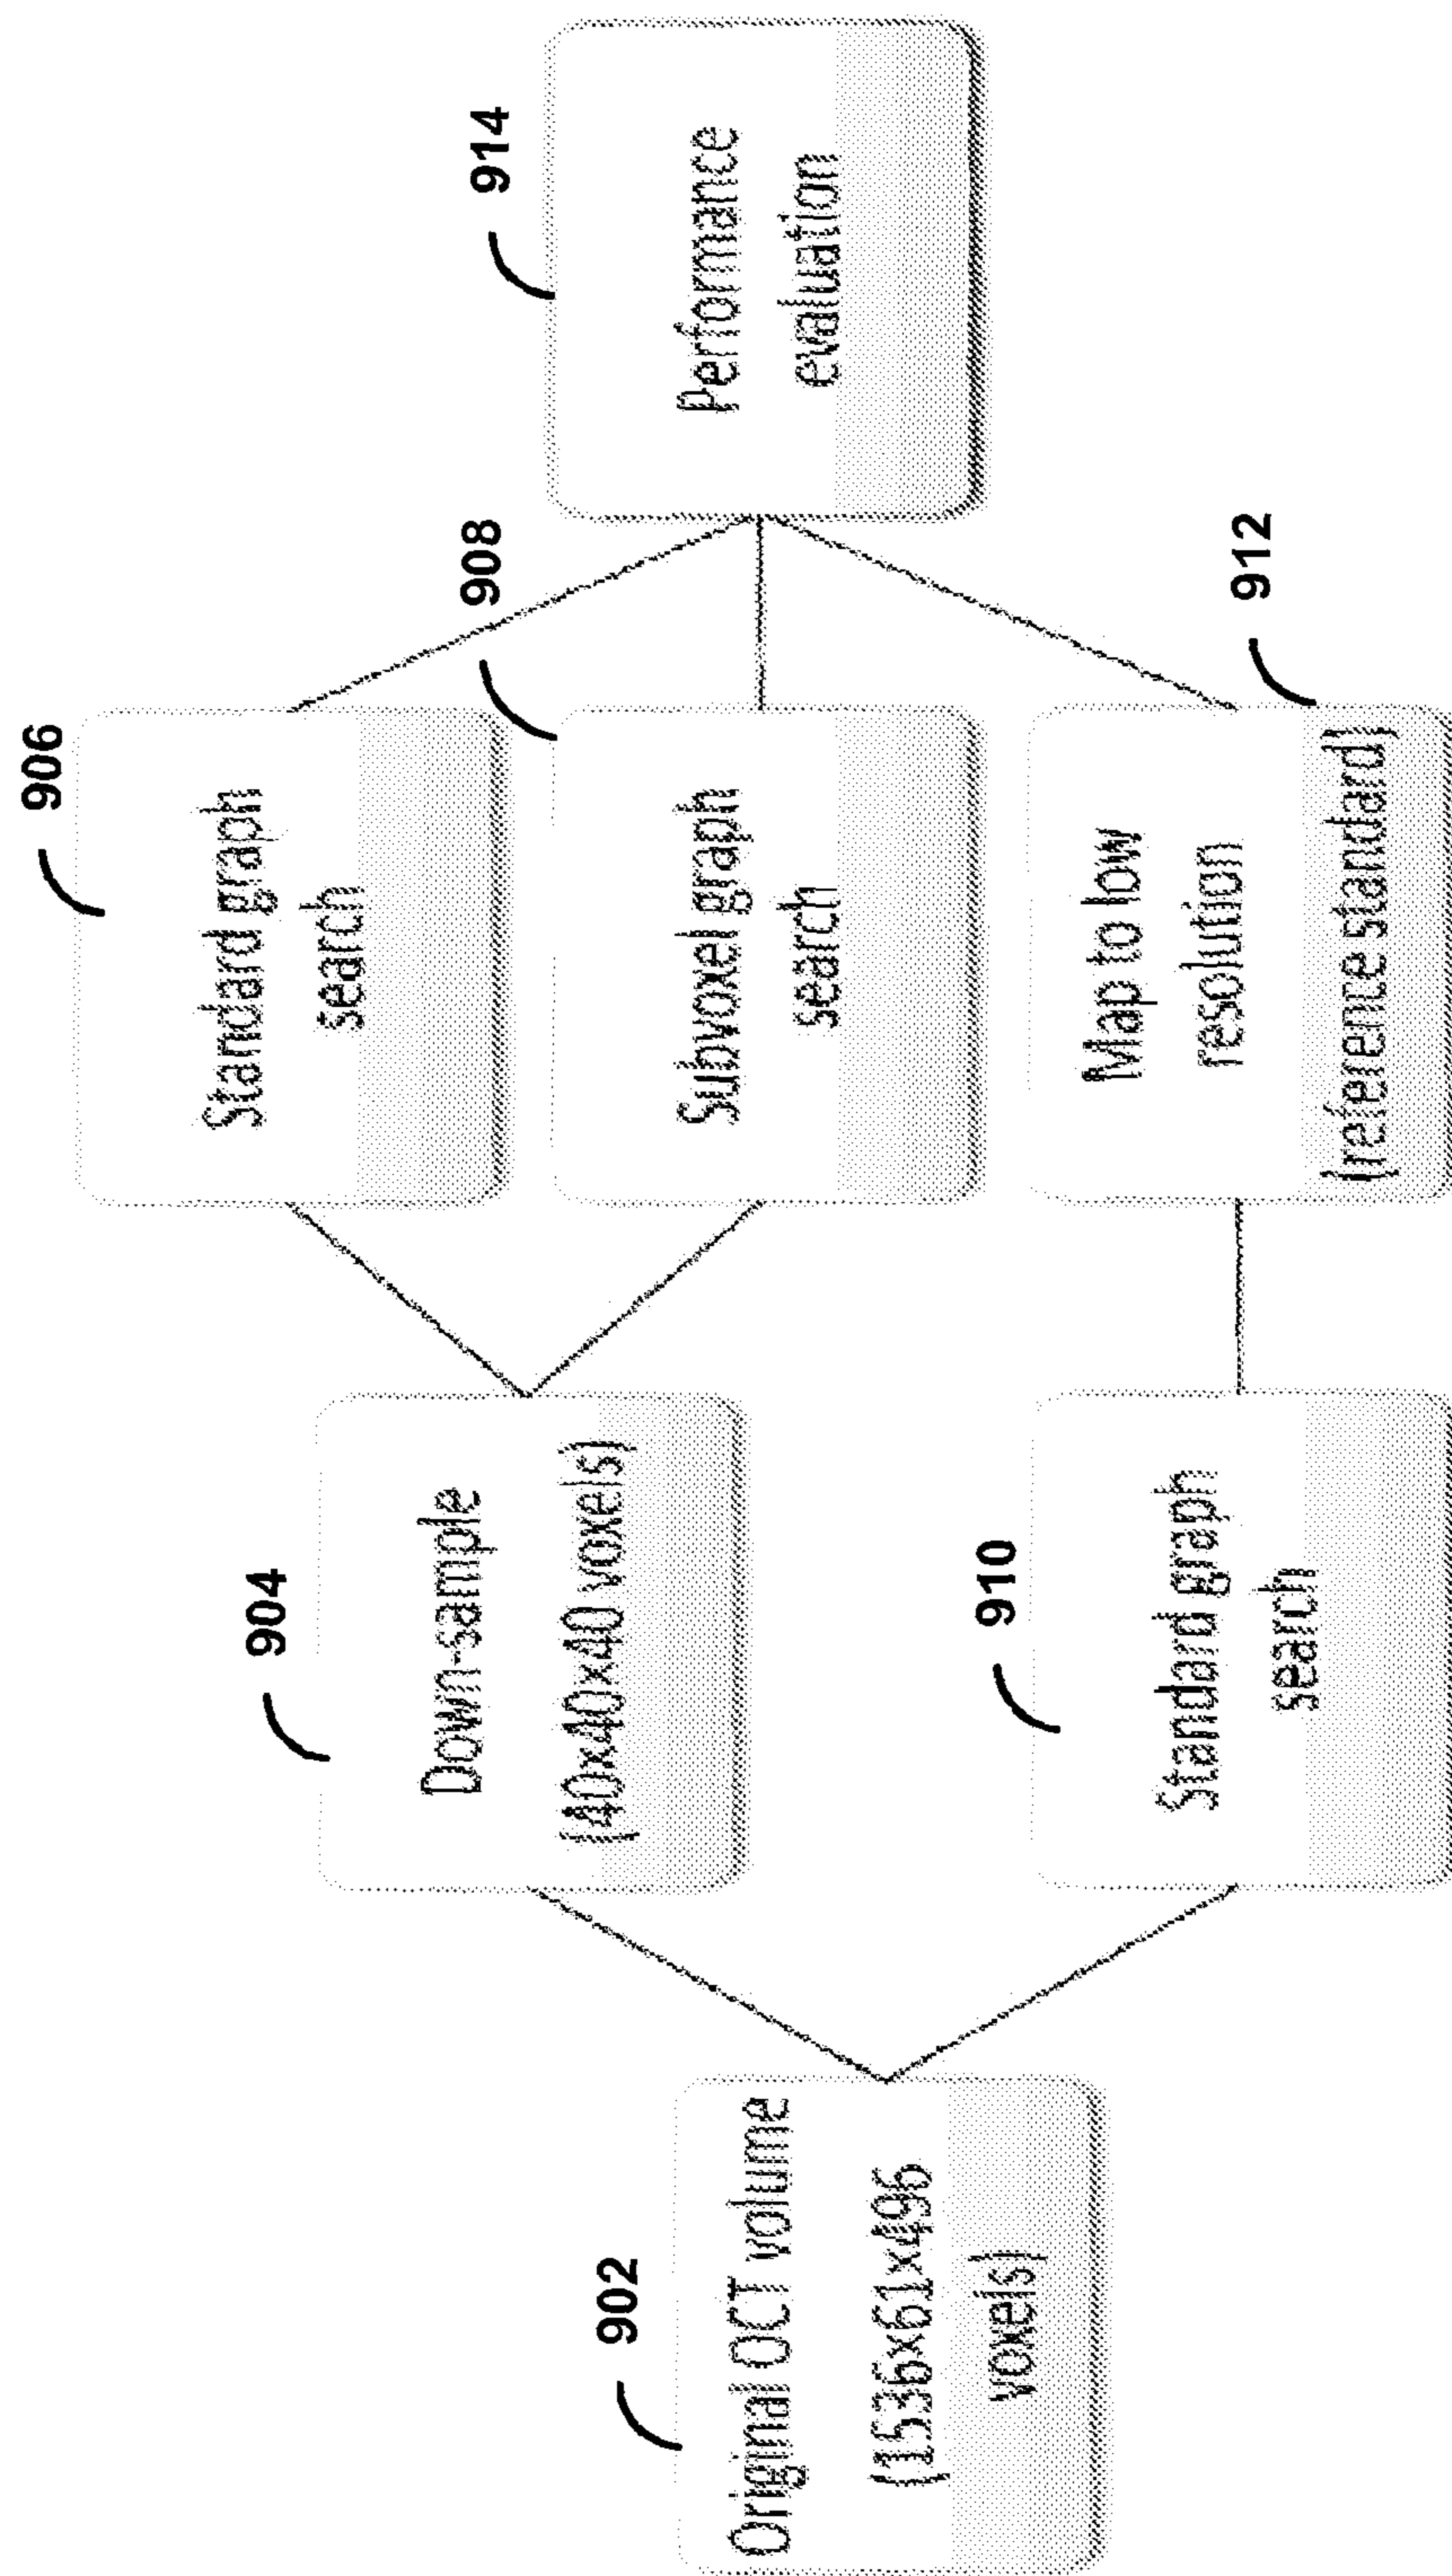 902
Original OCT volume
(1536x61x496
voxels)
904
Down-sample
(40x40x40 voxels)
906
Standard graph
search
908
Subvoxel graph
search
910
Standard graph
search
912
Map to low
resolution
(reference standard)
914
Performance
evaluation